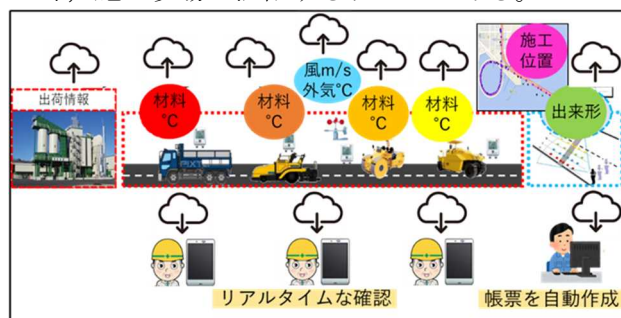 出荷情報
材料
℃
材料
℃
風m/s
外気℃
材料
℃
材料
℃
施工
位置
出来形
リアルタイムな確認
帳票を自動作成